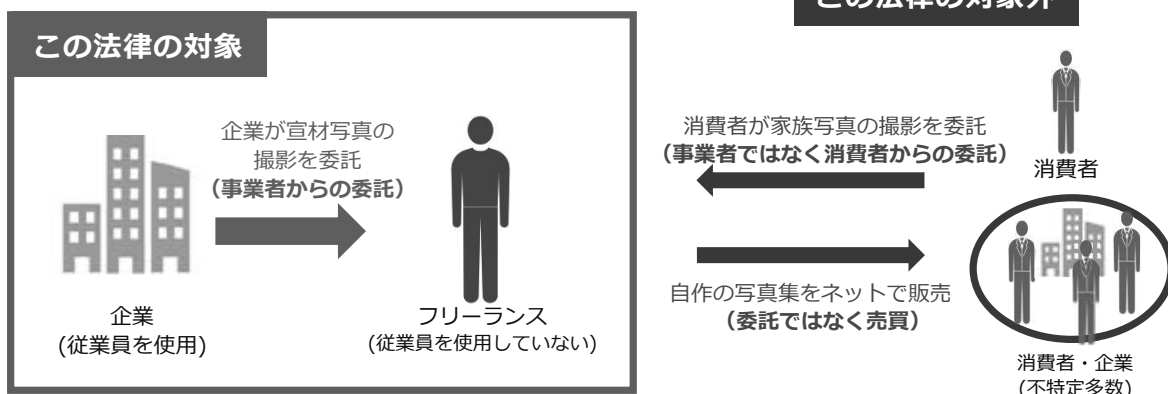 この法律の対象
企業が宣材写真の
撮影を委託
(事業者からの委託)
企業
(従業員を使用)
フリーランス
(従業員を使用していない)
この法律の対象外
消費者が家族写真の撮影を委託
(事業者ではなく消費者からの委託)
消費者
自作の写真集をネットで販売
(委託ではなく売買)
消費者・企業
(不特定多数)